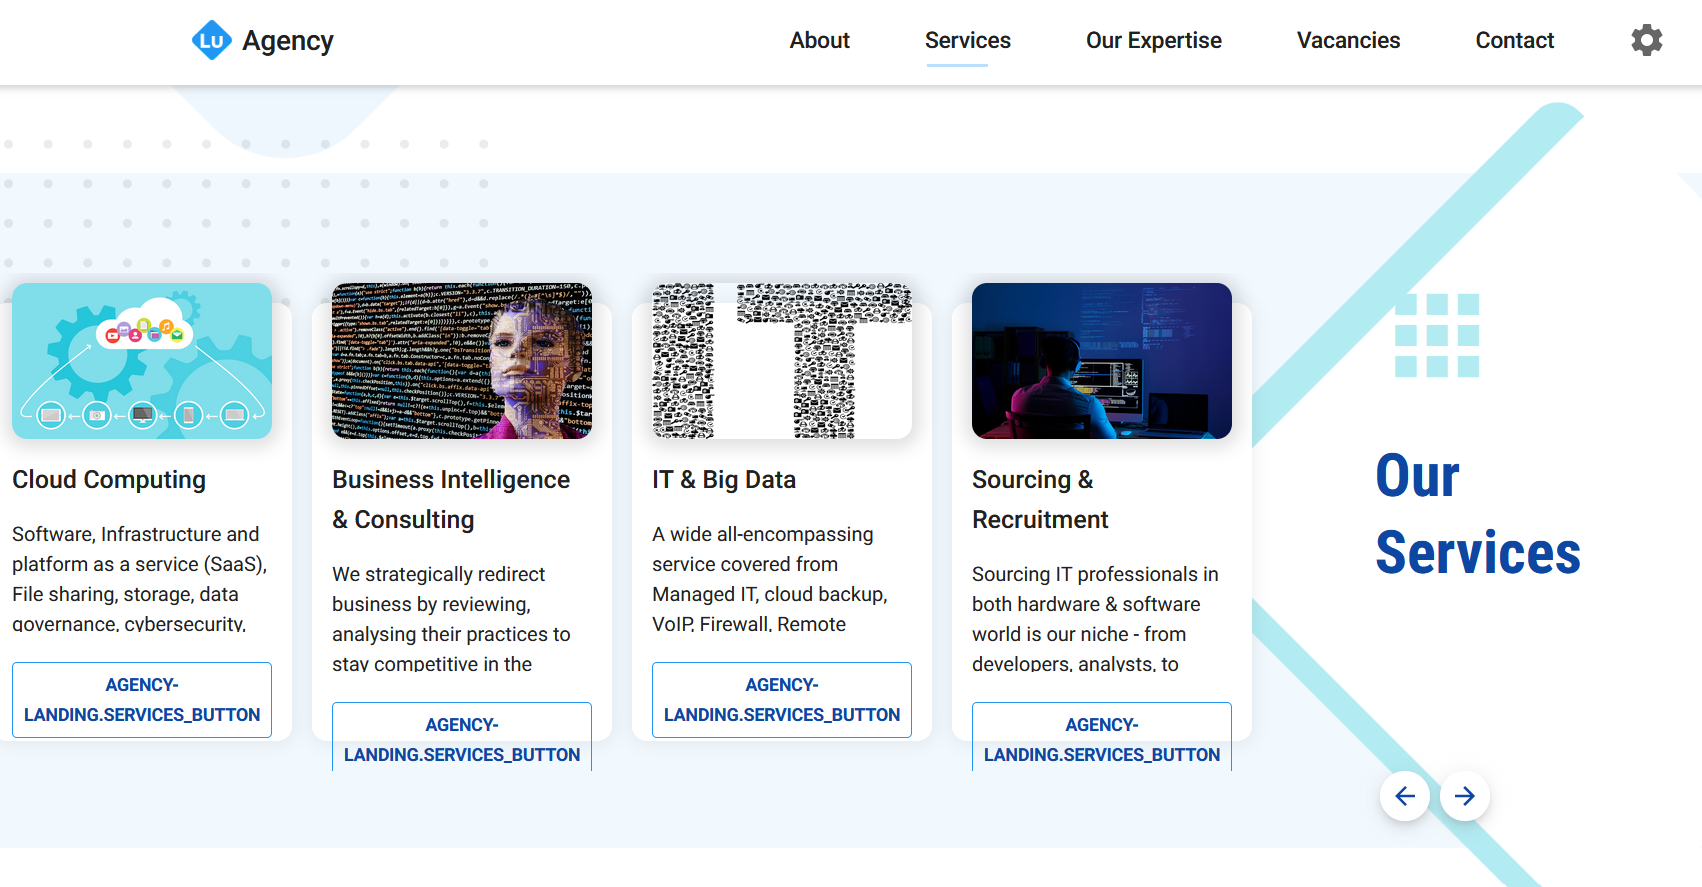 Lu Agency
About Services Our Expertise Vacancies Contact
Cloud Computing
Software, Infrastructure and
platform as a service (SaaS),
File sharing, storage, data
governance, cybersecurity,
AGENCY-
LANDING.SERVICES_BUTTON
Business Intelligence
& Consulting
We strategically redirect
business by reviewing,
analysing their practices to
stay competitive in the
AGENCY-
LANDING.SERVICES_BUTTON
IT
IT & Big Data
A wide all-encompassing
service covered from
Managed IT, cloud backup,
VoIP, Firewall, Remote
AGENCY-
LANDING.SERVICES_BUTTON
Sourcing &
Recruitment
Sourcing IT professionals in
both hardware & software
world is our niche - from
developers, analysts, to
AGENCY-
LANDING.SERVICES_BUTTON
Our
Services